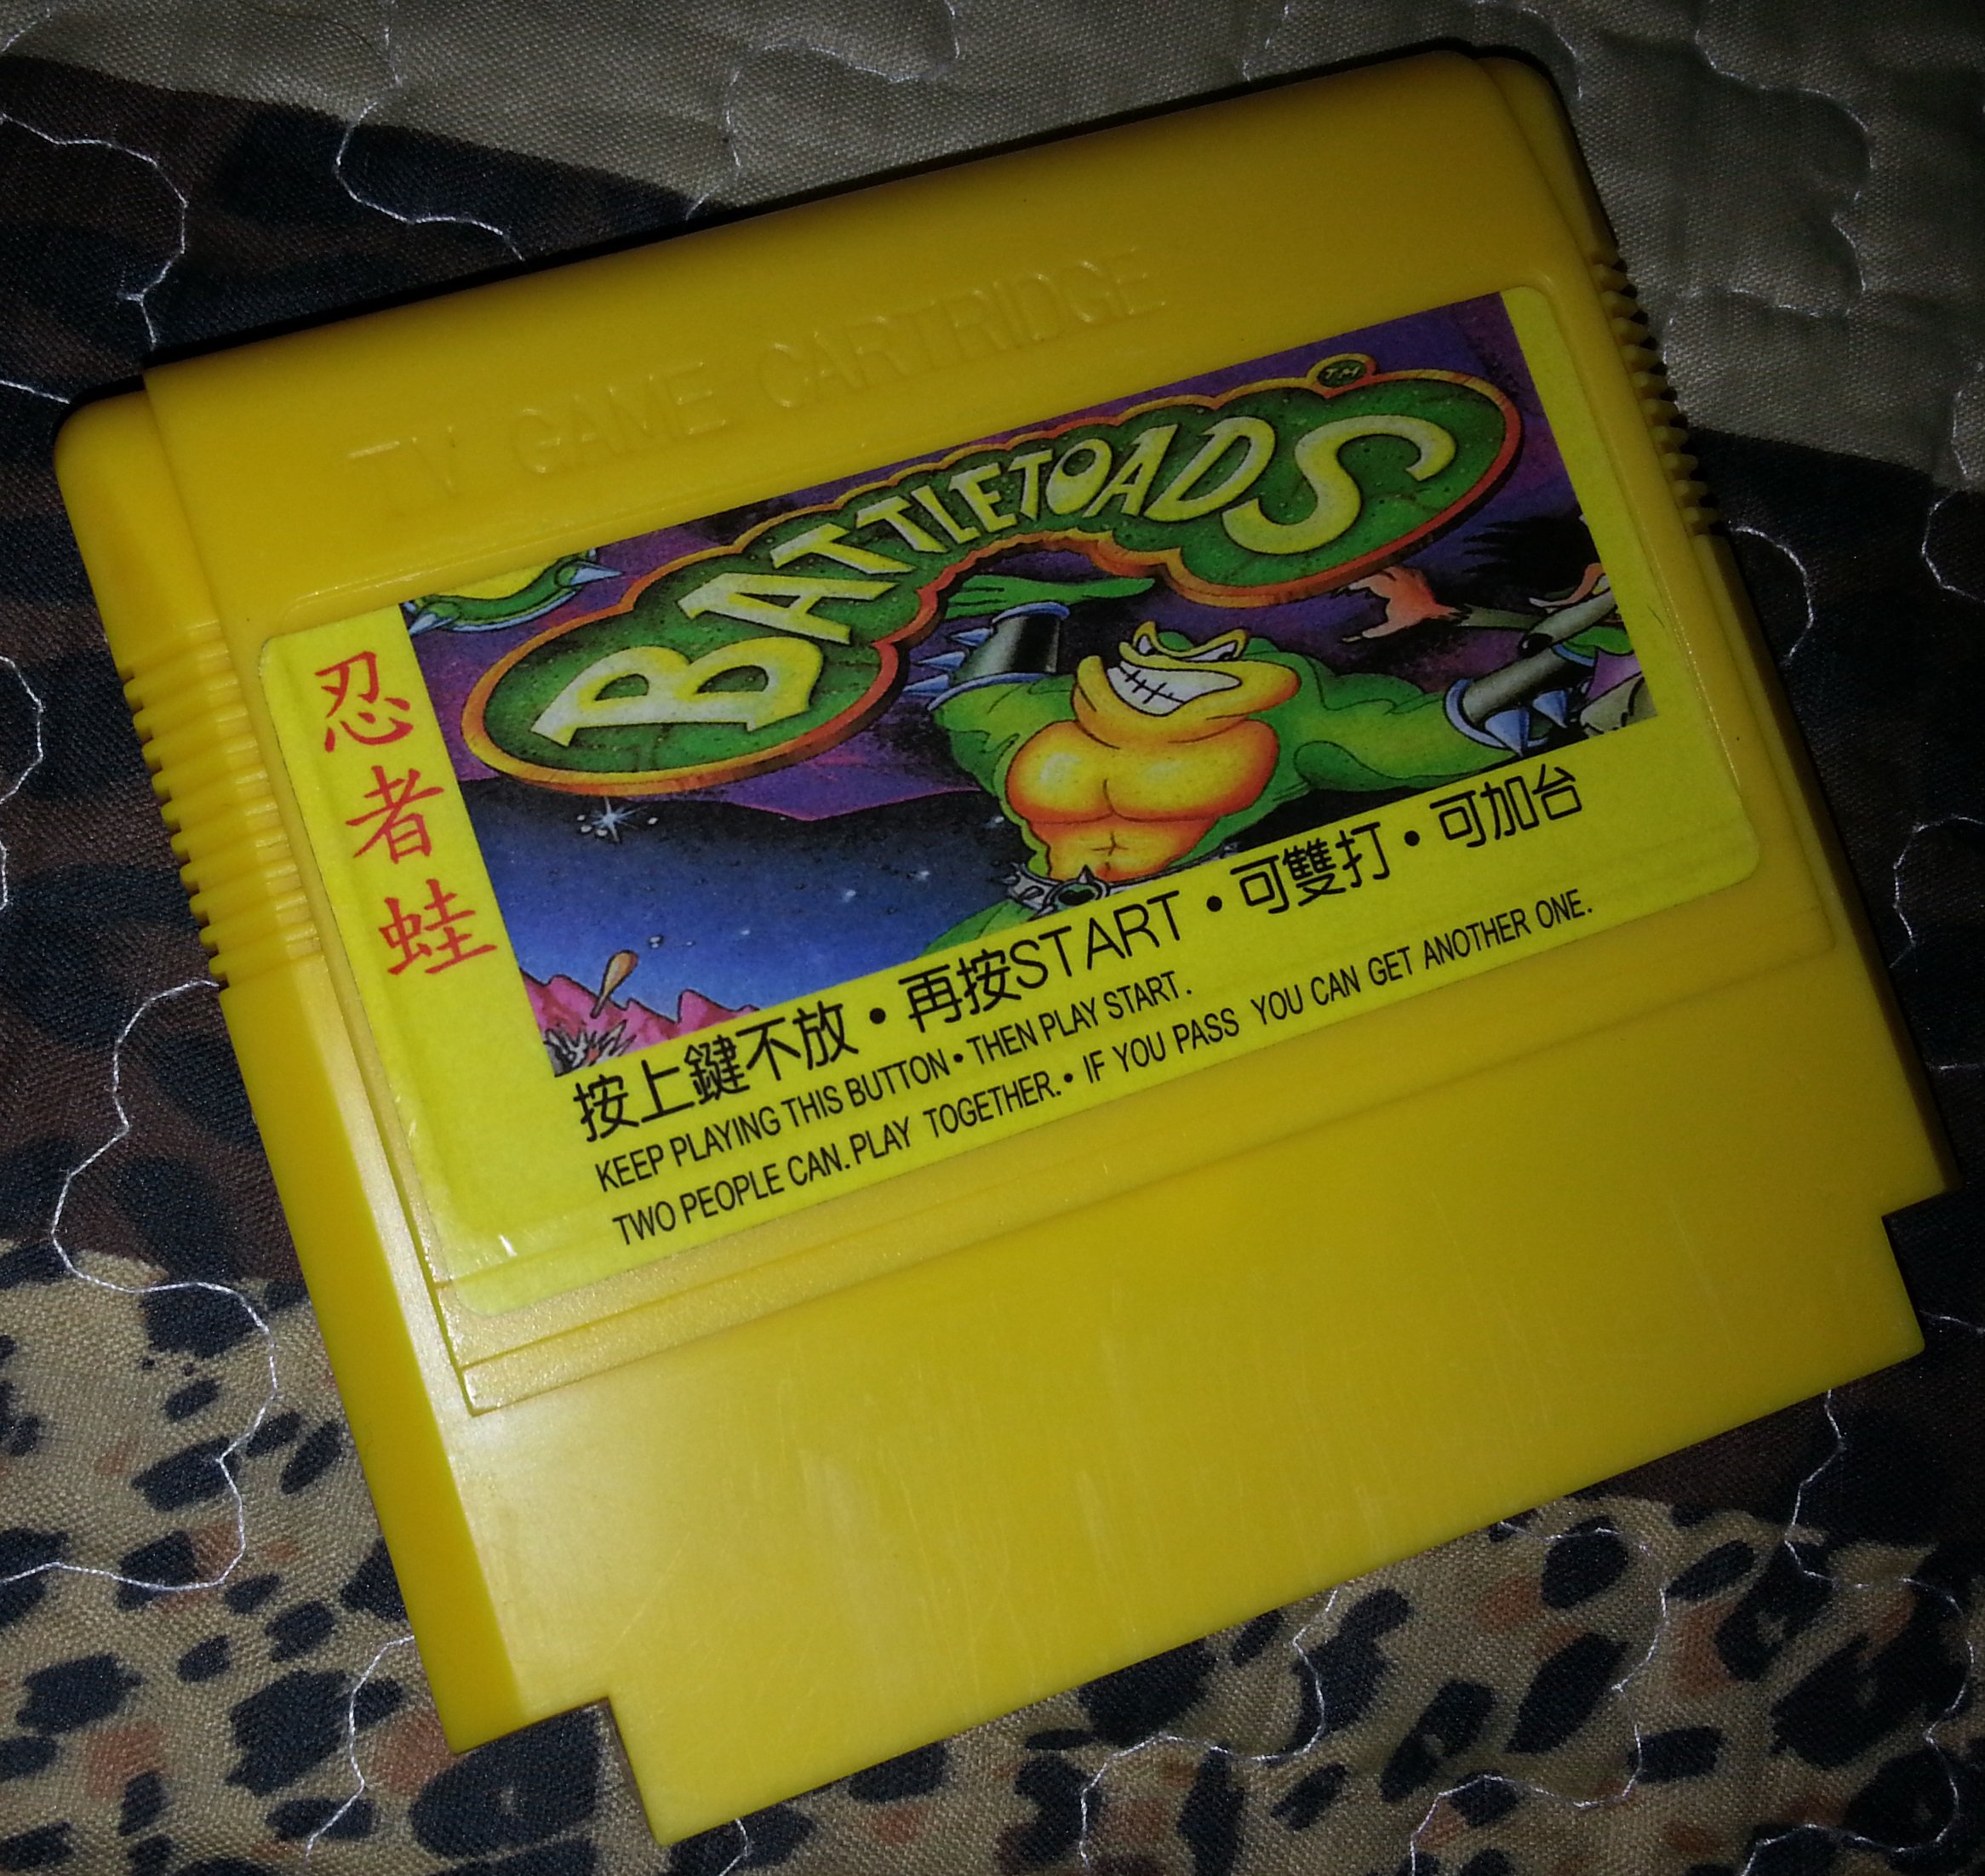 TV GAME CARTRIDGE
BATTLETOADS TM
忍者蛙
按上鍵不放・再按START・可雙打・可加台
KEEP PLAYING THIS BUTTON・THEN PLAY START.
TWO PEOPLE CAN.PLAY TOGETHER.・IF YOU PASS YOU CAN GET ANOTHER ONE.